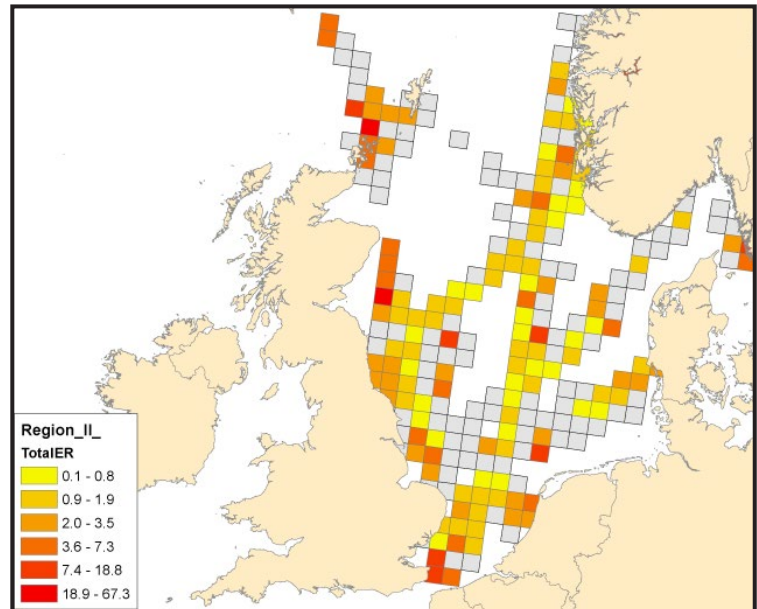 Region_II_
TotalER
0.1 - 0.8
0.9 - 1.9
2.0 - 3.5
3.6 - 7.3
7.4 - 18.8
18.9 - 67.3